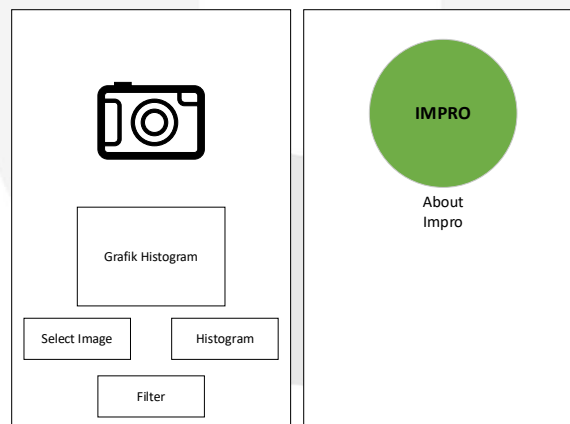 Grafik Histogram
Select Image
Histogram
Filter
IMPRO
About
Impro